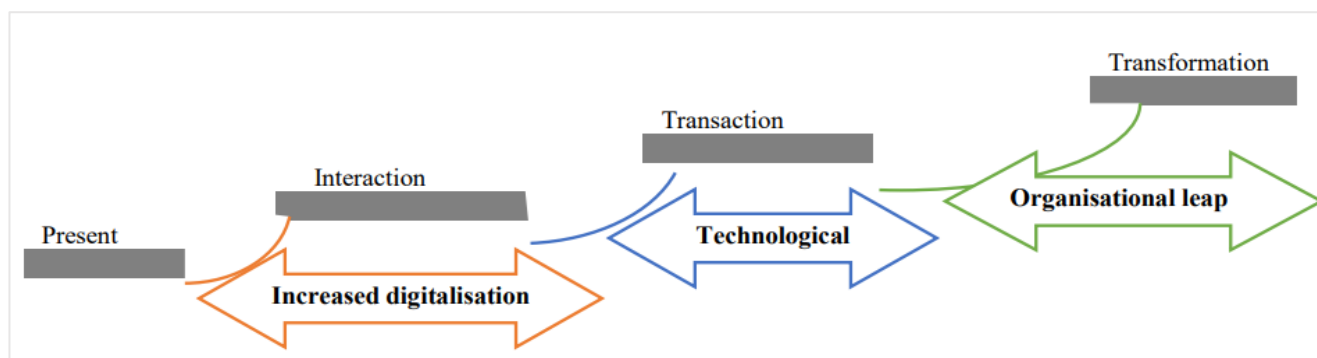 Transformation
Transaction
Interaction
Organisational leap
Present
Technological
Increased digitalisation